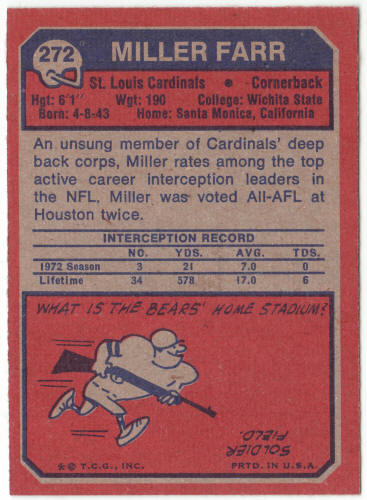 272
MILLER FARR
St. Louis Cardinals • Cornerback
Hgt: 6'1" Wgt: 190 College: Wichita State
Born: 4-8-43 Home: Santa Monica, California
An unsung member of Cardinals' deep
back corps, Miller rates among the top
active career interception leaders in
the NFL. Miller was voted All-AFL at
Houston twice.
INTERCEPTION RECORD
NO. YDS. AVG. TDS.
1972 Season 3 21 7.0 0
Lifetime 34 578 17.0 6
WHAT IS THE BEARS' HOME STADIUM?
SOLDIER
FIELD.
* © T.C.G., INC. PRTD. IN U.S.A.